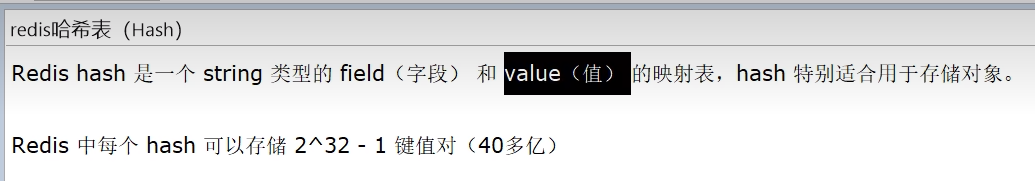 redis哈希表（Hash）
Redis hash 是一个 string 类型的 field（字段） 和 value（值） 的映射表，hash 特别适合用于存储对象。
Redis 中每个 hash 可以存储 2^32 - 1 键值对（40多亿）